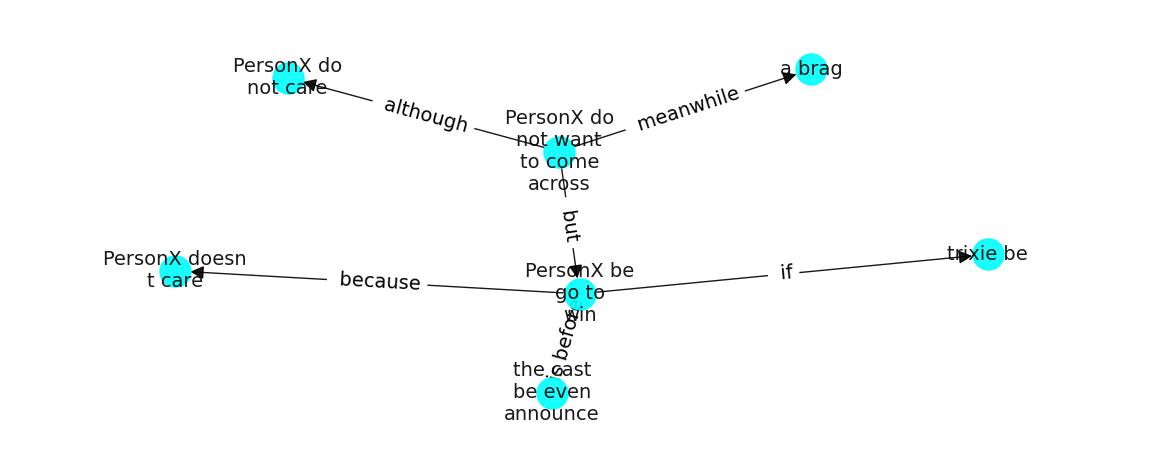 PersonX do
not care
although
PersonX do
not want
to come
across
meanwhile
a brag
but
PersonX doesn
t care
because
PersonX be
go to
win
if
trixie be
the cast
be even
announce